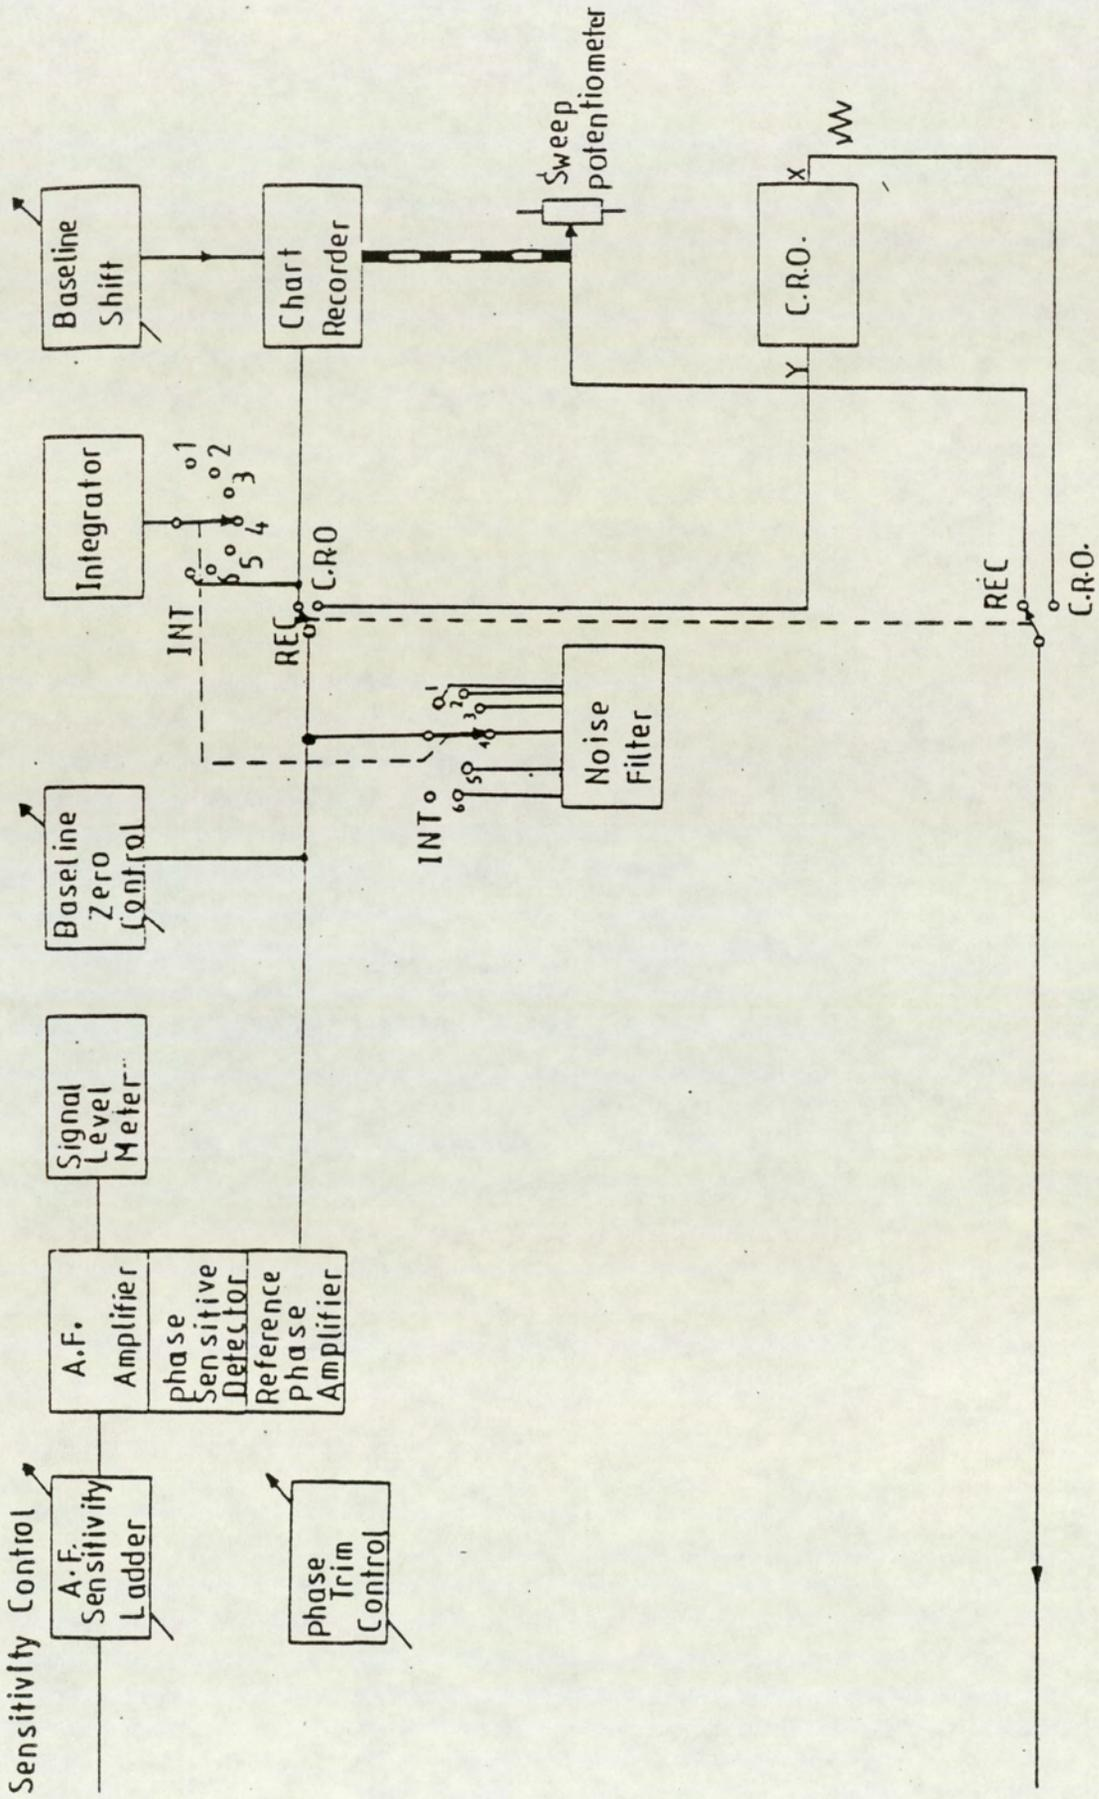 Sensitivity Control
A.F.
Sensitivity
Ladder
Phase
Trim
Control
A.F.
Amplifier
Phase
Sensitive
Detector
Reference
Phase
Amplifier
Signal
Level
Meter
Baseline
Zero
Control
INT
6
5
4
3
2
1
Noise
Filter
Integrator
INT
6
5
4
3
2
1
REC
C.R.O
Baseline
Shift
Chart
Recorder
Sweep
potentiometer
Y
C.R.O.
X
REC
C.R.O.